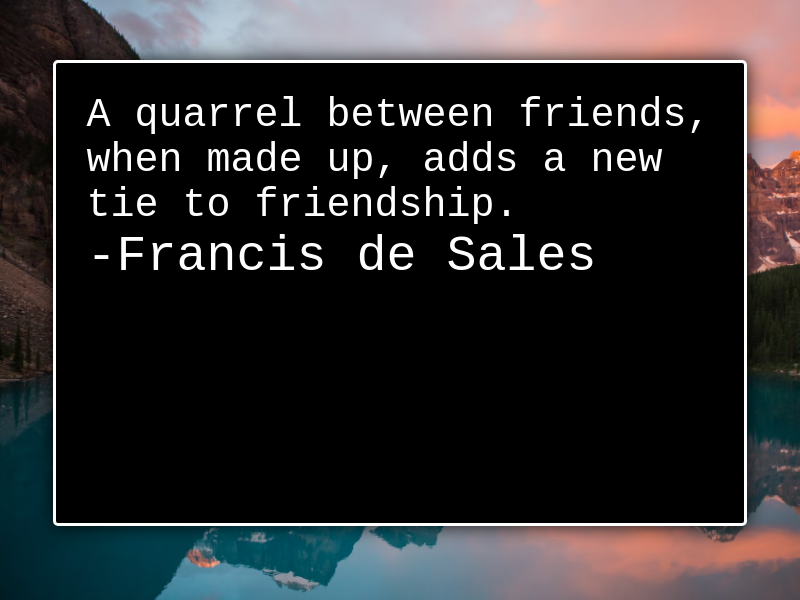 A quarrel between friends,
when made up, adds a new
tie to friendship.
-Francis de Sales